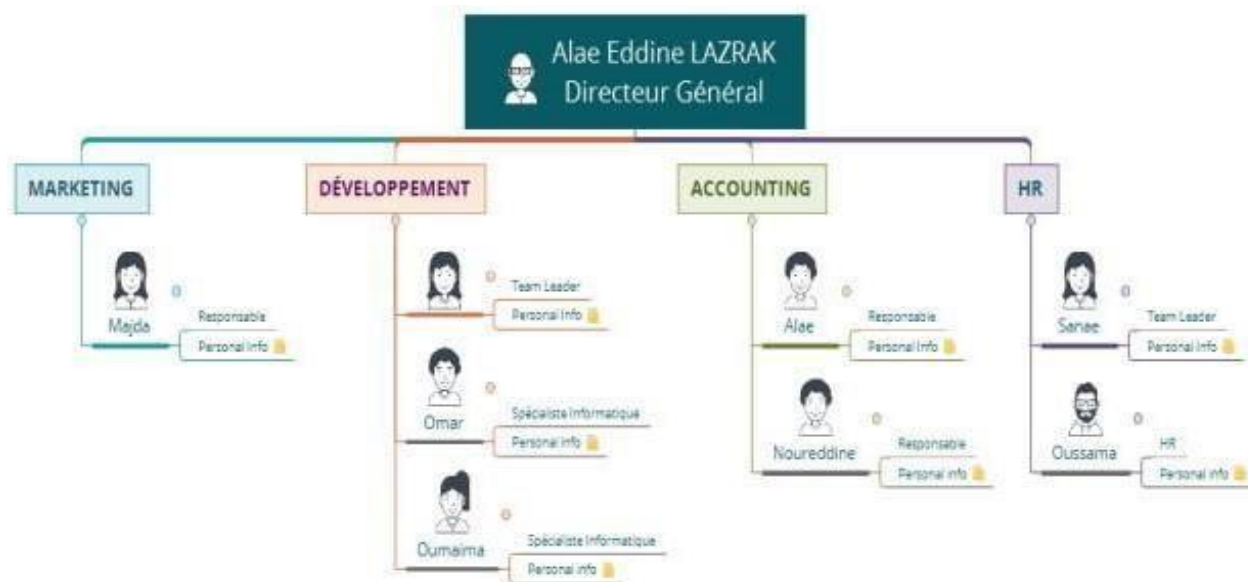 Alae Eddine LAZRAK
Directeur Général
MARKETING
Majda
Responsable
Personal Info
DÉVELOPPEMENT
Team Leader
Personal Info
Omar
Spécialiste Informatique
Personal info
Oumaima
Spécialiste Informatique
Personal info
ACCOUNTING
Alae
Responsable
Personal Info
Noureddine
Responsable
Personal info
HR
Sanae
Team Leader
Personal Info
Oussama
HR
Personal info